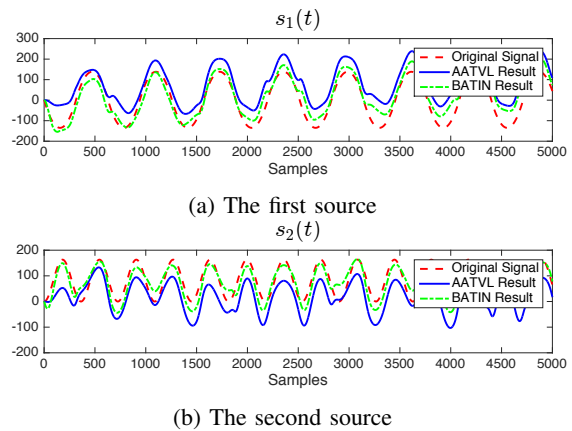 s₁(t)
300
200
100
0
-100
-200
Original Signal
AATVL Result
BATIN Result
0 500 1000 1500 2000 2500 3000 3500 4000 4500 5000
Samples
(a) The first source
s₂(t)
200
100
0
-100
-200
Original Signal
AATVL Result
BATIN Result
0 500 1000 1500 2000 2500 3000 3500 4000 4500 5000
Samples
(b) The second source